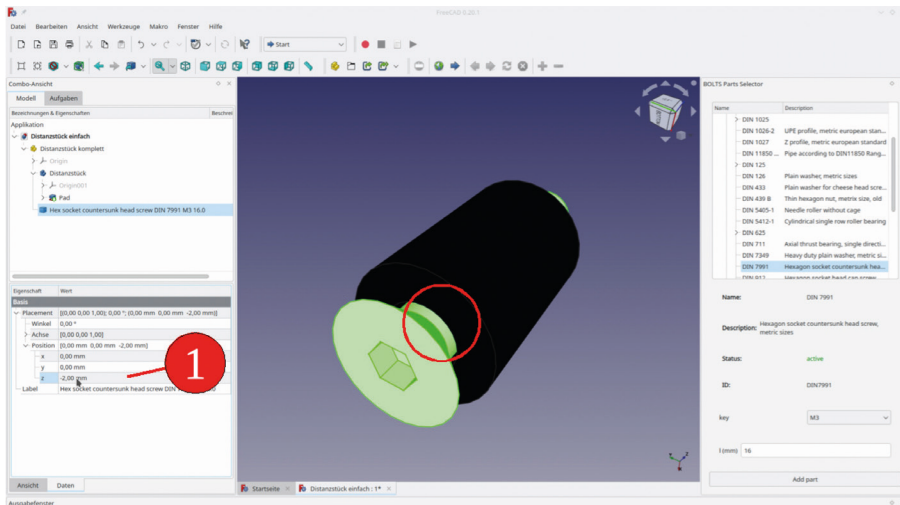 FreeCAD 0.20.1
Datei Bearbeiten Ansicht Werkzeuge Makro Fenster Hilfe
Start
Combo-Ansicht
Modell Aufgaben
Bezeichnungen & Eigenschaften Beschrei
Applikation
Distanzstück einfach
Distanzstück komplett
Origin
Distanzstück
Origin001
Pad
Hex socket countersunk head screw DIN 7991 M3 16.0
Eigenschaft Wert
Basis
Placement [(0,00 0,00 1,00); 0,00 °; (0,00 mm 0,00 mm -2,00 mm)]
Winkel 0,00 °
Achse [0,00 0,00 1,00]
Position [0,00 mm 0,00 mm -2,00 mm]
x 0,00 mm
y 0,00 mm
z -2,00 mm
Label Hex socket countersunk head screw DIN
1
Ansicht Daten
Startseite Distanzstück einfach : 1*
Ausgabefenster
BOLTS Parts Selector
Name Description
DIN 1025
DIN 1026-2 UPE profile, metric european stan...
DIN 1027 Z profile, metric european standard
DIN 11850 ... Pipe according to DIN11850 Rang...
DIN 125
DIN 126 Plain washer, metric sizes
DIN 433 Plain washer for cheese head scre...
DIN 439 B Thin hexagon nut, metrix size, old
DIN 5405-1 Needle roller without cage
DIN 5412-1 Cylindrical single row roller bearing
DIN 625
DIN 711 Axial thrust bearing, single directi...
DIN 7349 Heavy duty plain washer, metric si...
DIN 7991 Hexagon socket countersunk hea...
DIN 912 Hexagon socket head cap screw
Name: DIN 7991
Description: Hexagon socket countersunk head screw,
metric sizes
Status: active
ID: DIN7991
key M3
l (mm) 16
Add part